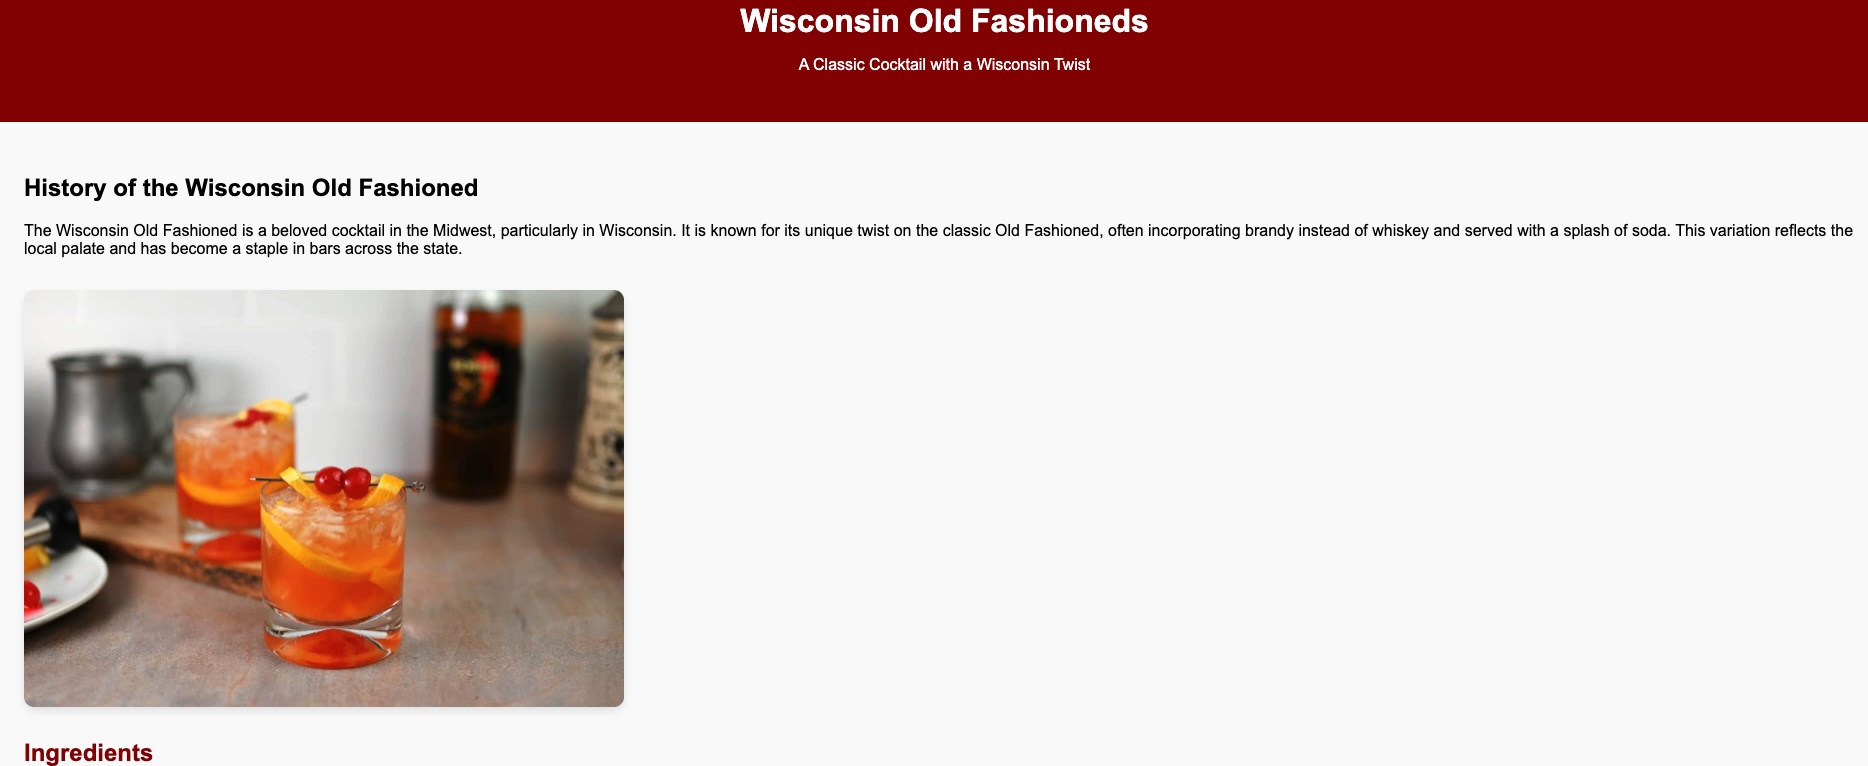 Wisconsin Old Fashioneds
A Classic Cocktail with a Wisconsin Twist
History of the Wisconsin Old Fashioned
The Wisconsin Old Fashioned is a beloved cocktail in the Midwest, particularly in Wisconsin. It is known for its unique twist on the classic Old Fashioned, often incorporating brandy instead of whiskey and served with a splash of soda. This variation reflects the
local palate and has become a staple in bars across the state.
Ingredients